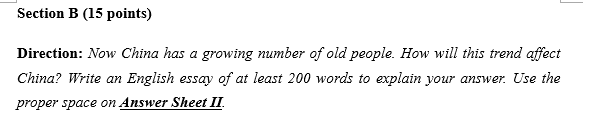 Section B (15 points)
Direction: Now China has a growing number of old people. How will this trend affect
China? Write an English essay of at least 200 words to explain your answer. Use the
proper space on Answer Sheet II.